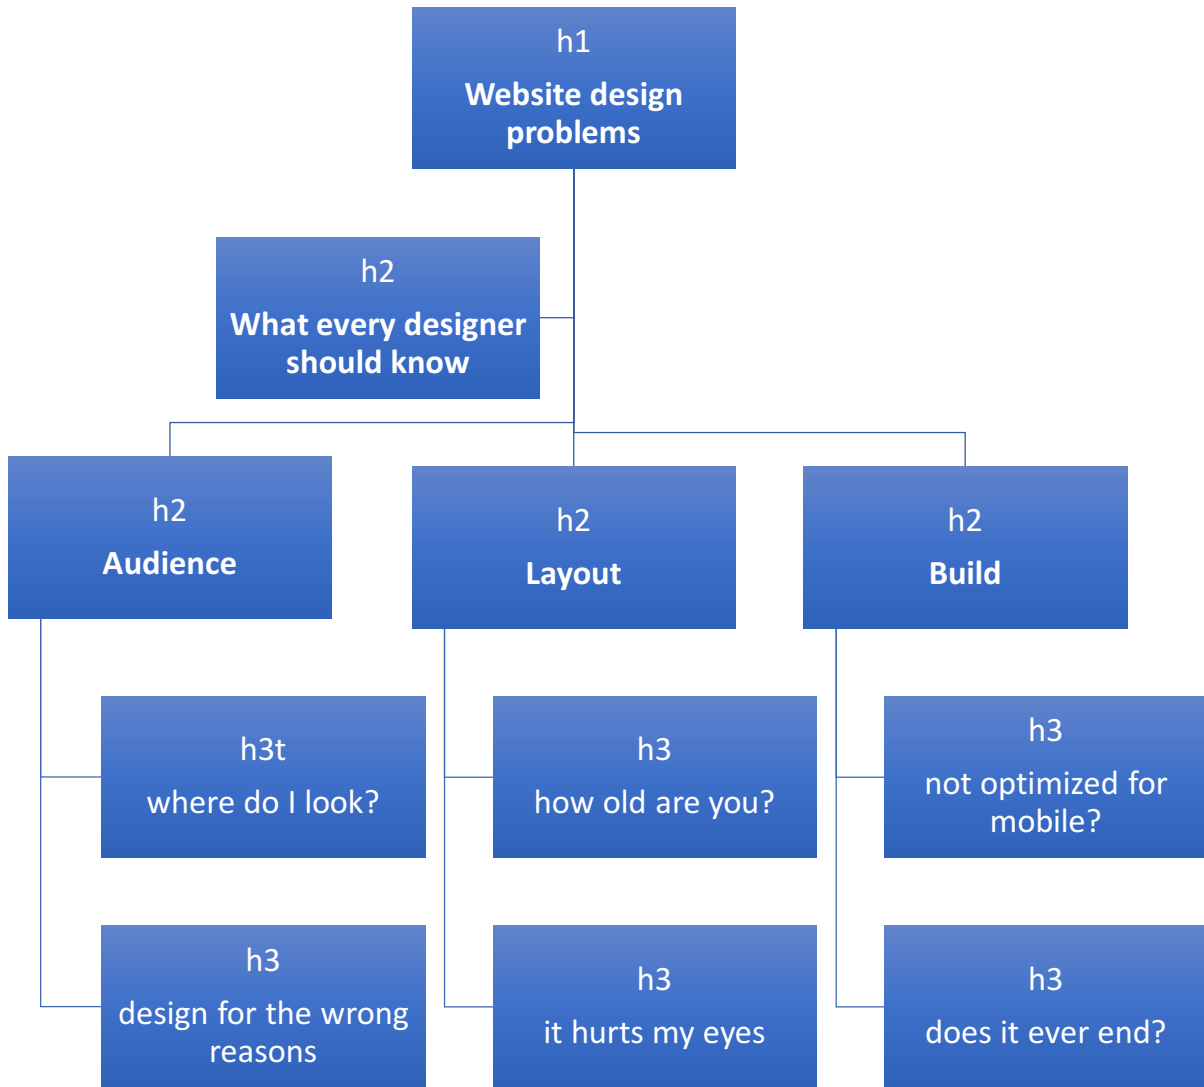 h1
Website design
problems
h2
What every designer
should know
h2
Audience
h2
Layout
h2
Build
h3t
where do I look?
h3
how old are you?
h3
not optimized for
mobile?
h3
design for the wrong
reasons
h3
it hurts my eyes
h3
does it ever end?